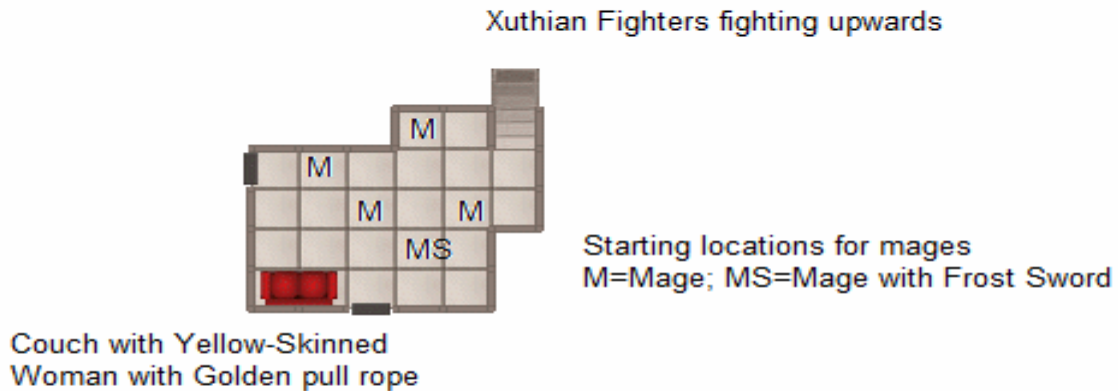 Xuthian Fighters fighting upwards
M
M
M M
MS
Starting locations for mages
M=Mage; MS=Mage with Frost Sword
Couch with Yellow-Skinned
Woman with Golden pull rope